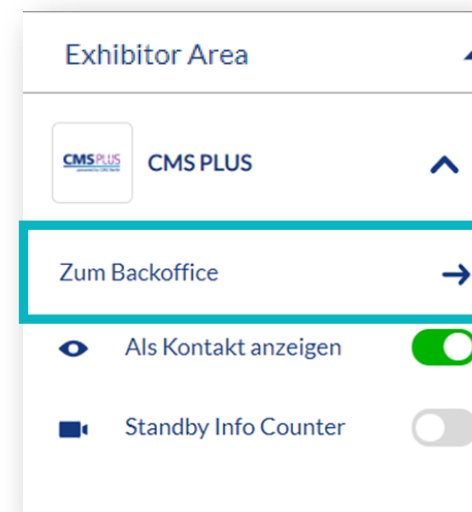 Exhibitor Area
CMS PLUS
CMS PLUS
Zum Backoffice
Als Kontakt anzeigen
Standby Info Counter